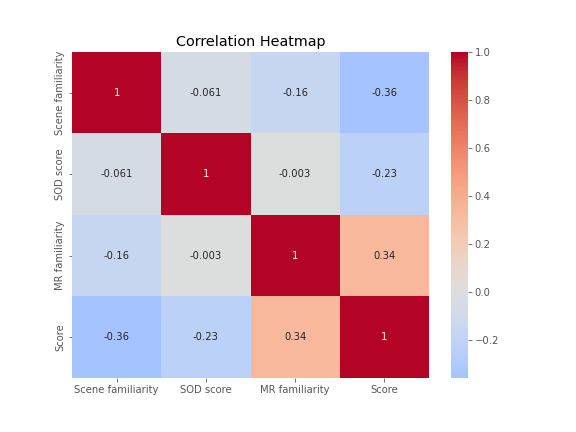 Correlation Heatmap
Scene familiarity
1
-0.061
-0.16
-0.36
SOD score
-0.061
1
-0.003
-0.23
MR familiarity
-0.16
-0.003
1
0.34
Score
-0.36
-0.23
0.34
1
Scene familiarity
SOD score
MR familiarity
Score
1.0
0.8
0.6
0.4
0.2
0.0
−0.2